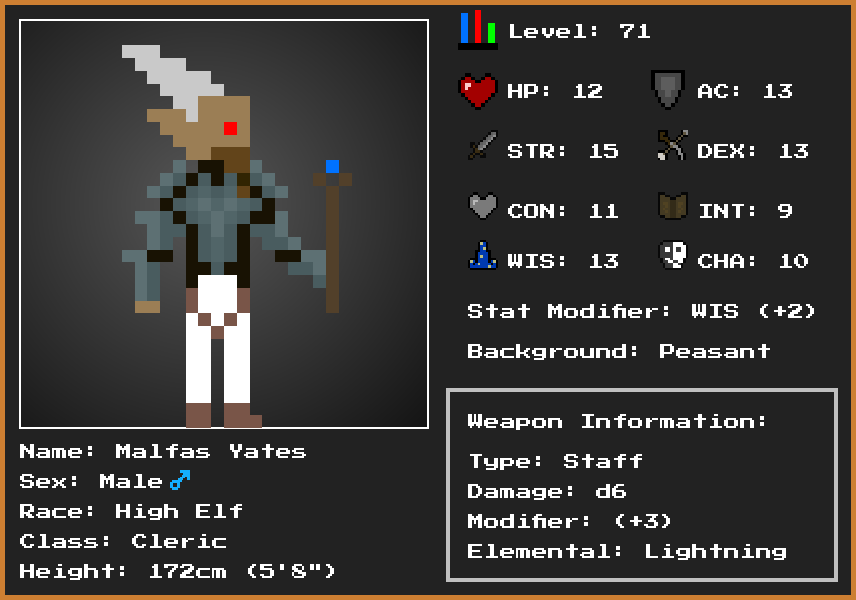 Level: 71
HP: 12 AC: 13
STR: 15 DEX: 13
CON: 11 INT: 9
WIS: 13 CHA: 10
Stat Modifier: WIS (+2)
Background: Peasant
Weapon Information:
Type: Staff
Damage: d6
Modifier: (+3)
Elemental: Lightning
Name: Malfas Yates
Sex: Male♂
Race: High Elf
Class: Cleric
Height: 172cm (5'8")